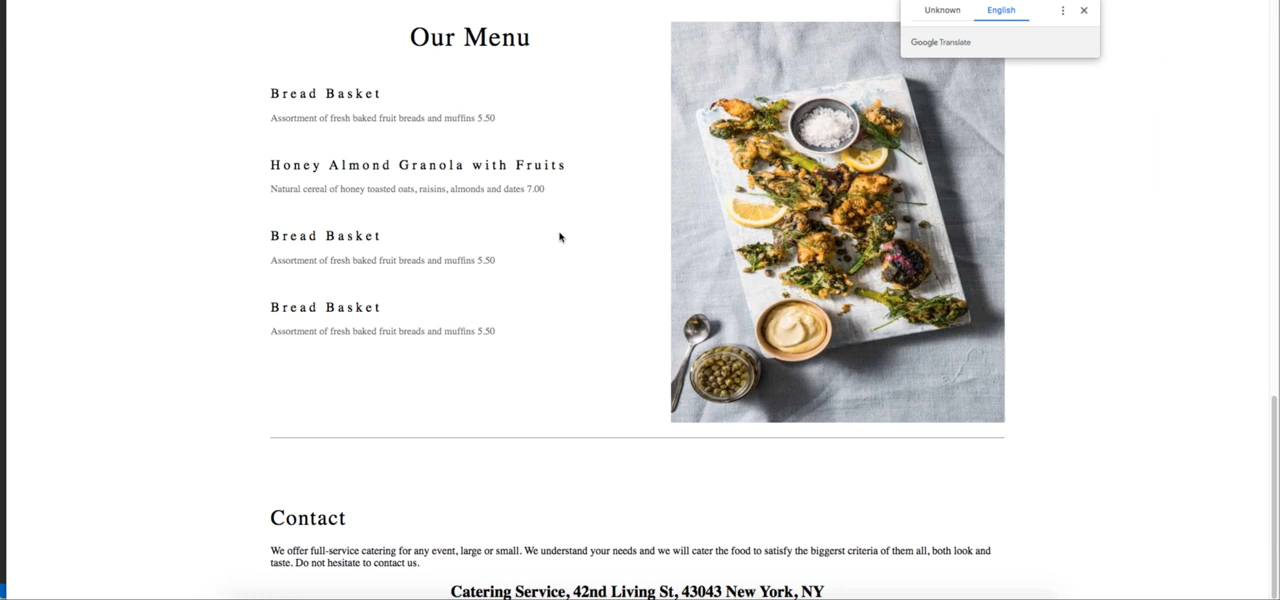 Unknown English
Google Translate
Our Menu
Bread Basket
Assortment of fresh baked fruit breads and muffins 5.50
Honey Almond Granola with Fruits
Natural cereal of honey toasted oats, raisins, almonds and dates 7.00
Bread Basket
Assortment of fresh baked fruit breads and muffins 5.50
Bread Basket
Assortment of fresh baked fruit breads and muffins 5.50
Contact
We offer full-service catering for any event, large or small. We understand your needs and we will cater the food to satisfy the biggerst criteria of them all, both look and
taste. Do not hesitate to contact us.
Catering Service, 42nd Living St, 43043 New York, NY